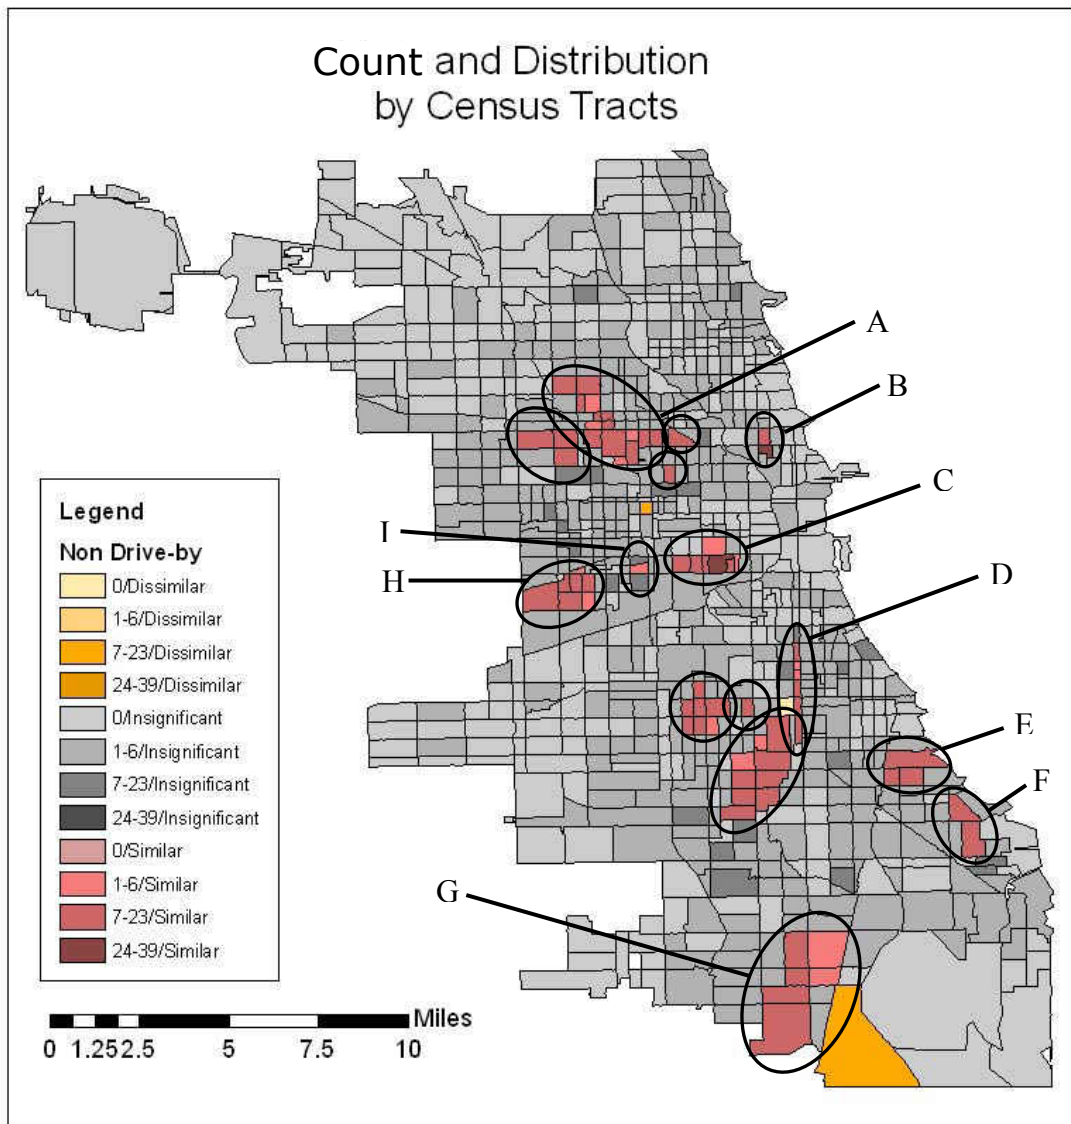 Count and Distribution
by Census Tracts
A
B
C
I
H
D
E
F
G
Legend
Non Drive-by
0/Dissimilar
1-6/Dissimilar
7-23/Dissimilar
24-39/Dissimilar
0/Insignificant
1-6/Insignificant
7-23/Insignificant
24-39/Insignificant
0/Similar
1-6/Similar
7-23/Similar
24-39/Similar
Miles
0 1.25 2.5 5 7.5 10